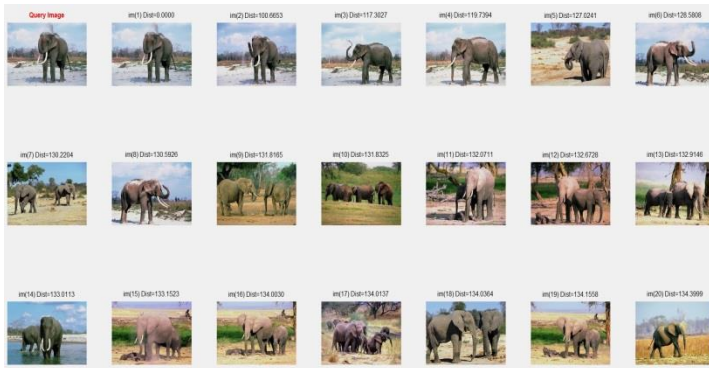 Query Image
im(1) Dist=0.0000
im(2) Dist=100.6653
im(3) Dist=117.3027
im(4) Dist=119.7394
im(5) Dist=127.0241
im(6) Dist=128.5808
im(7) Dist=130.2204
im(8) Dist=130.5926
im(9) Dist=131.8165
im(10) Dist=131.8325
im(11) Dist=132.0711
im(12) Dist=132.6728
im(13) Dist=132.9146
im(14) Dist=133.0113
im(15) Dist=133.1523
im(16) Dist=134.0030
im(17) Dist=134.0137
im(18) Dist=134.0364
im(19) Dist=134.1558
im(20) Dist=134.3999